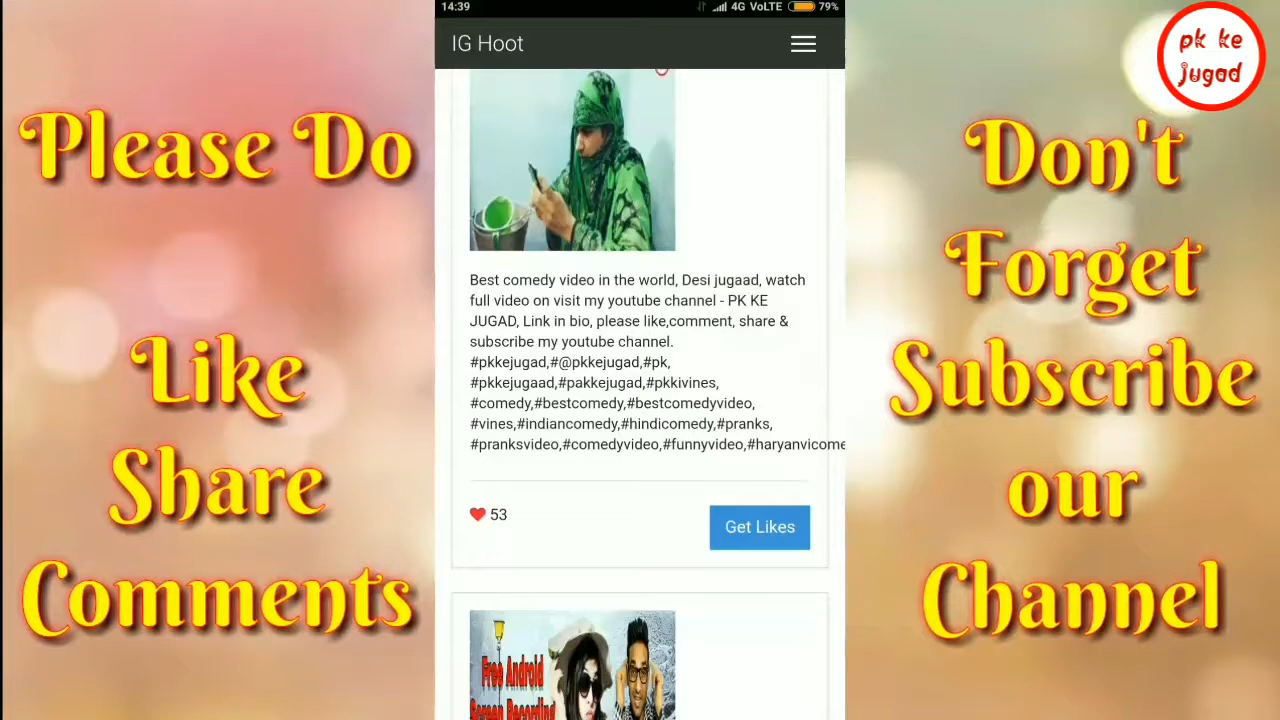 14:39
4G VoLTE
79%
IG Hoot
pk ke
jugad
Please Do
Like
Share
Comments
Best comedy video in the world, Desi jugaad, watch
full video on visit my youtube channel - PK KE
JUGAD, Link in bio, please like,comment, share &
subscribe my youtube channel.
#pkkejugad,#@pkkejugad,#pk,
#pkkejugaad,#pakkejugad,#pkkivines,
#comedy,#bestcomedy,#bestcomedyvideo,
#vines,#indiancomedy,#hindicomedy,#pranks,
#pranksvideo,#comedyvideo,#funnyvideo,#haryanvicome
53
Get Likes
Free Android
Screen Recording
Don't
Forget
Subscribe
our
Channel